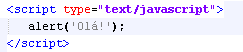 <script type="text/javascript">
alert('Olá!');
</script>